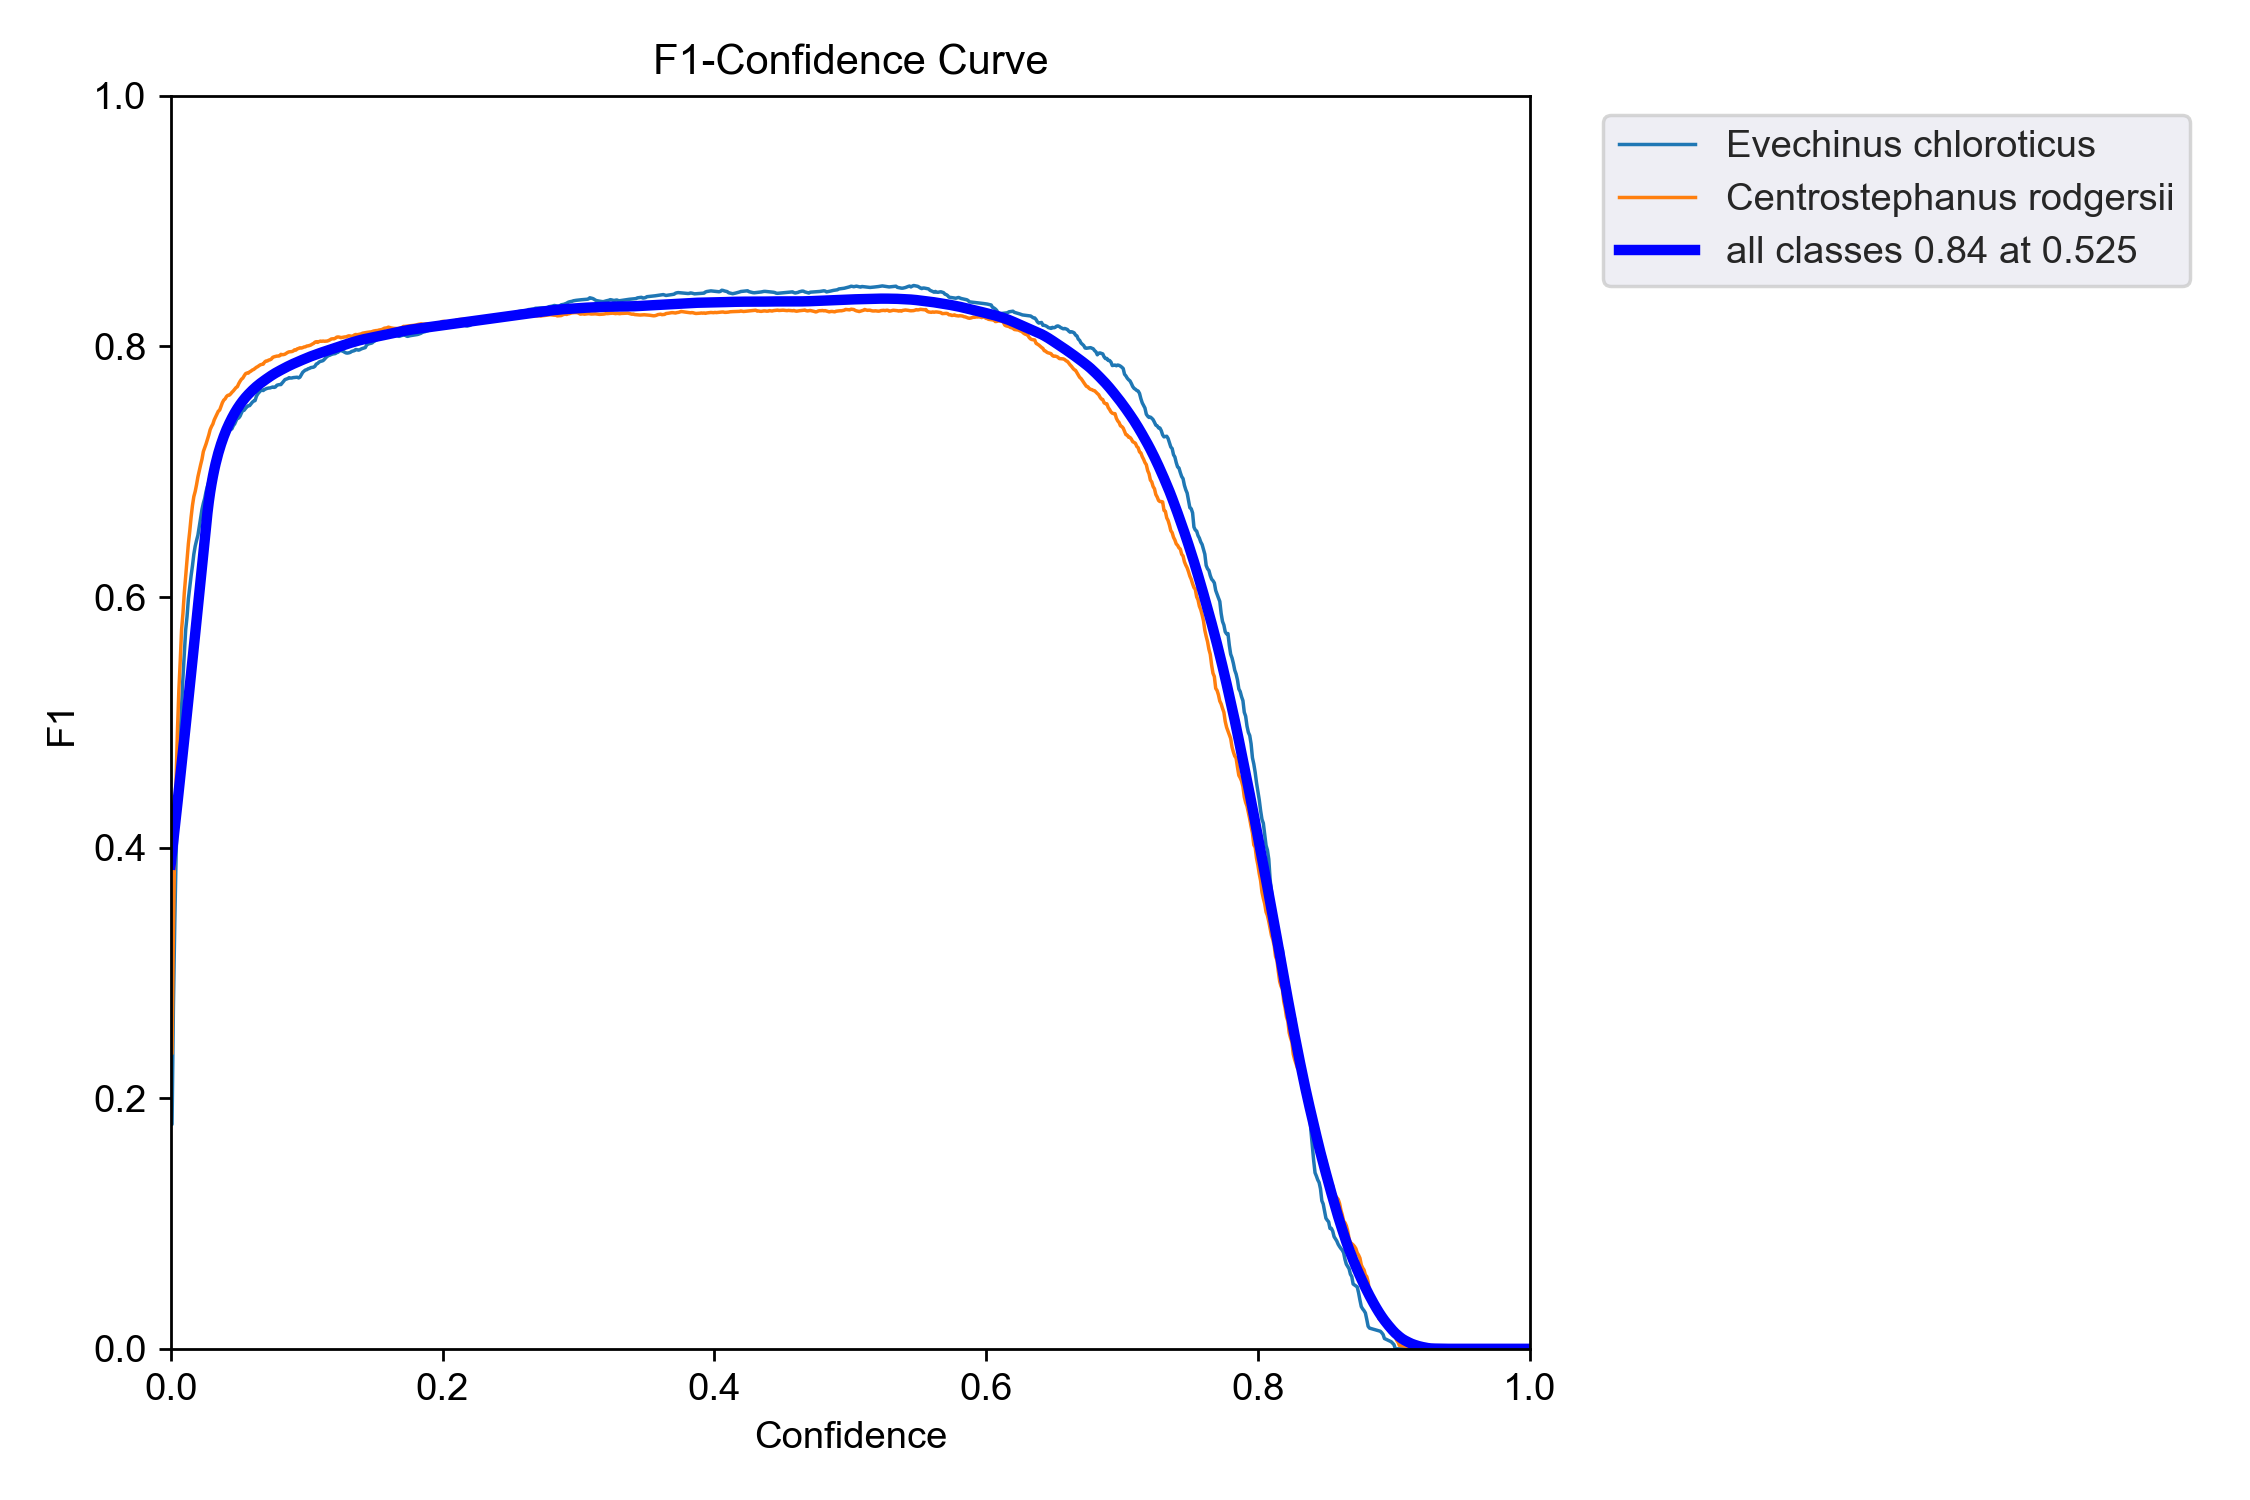 F1-Confidence Curve
1.0
0.8
0.6
0.4
0.2
0.0
F1
0.0 0.2 0.4 0.6 0.8 1.0
Confidence
Evechinus chloroticus
Centrostephanus rodgersii
all classes 0.84 at 0.525